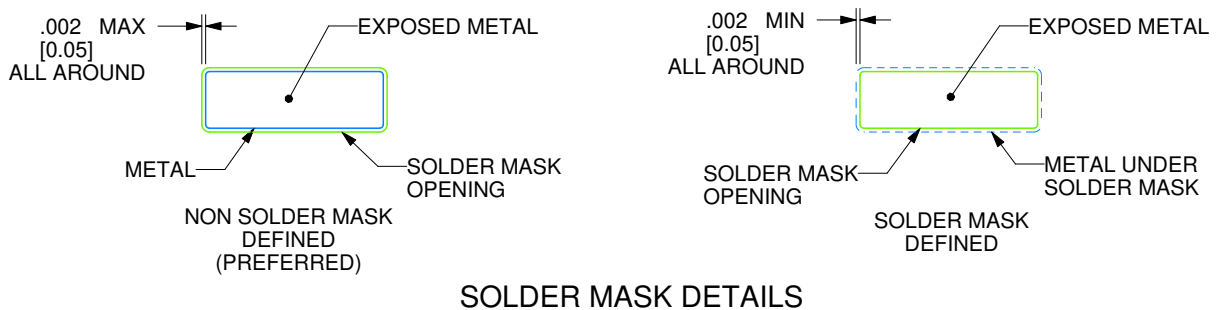 .002 MAX
[0.05]
ALL AROUND
EXPOSED METAL
METAL
SOLDER MASK
OPENING
NON SOLDER MASK
DEFINED
(PREFERRED)
.002 MIN
[0.05]
ALL AROUND
EXPOSED METAL
SOLDER MASK
OPENING
METAL UNDER
SOLDER MASK
SOLDER MASK
DEFINED
SOLDER MASK DETAILS